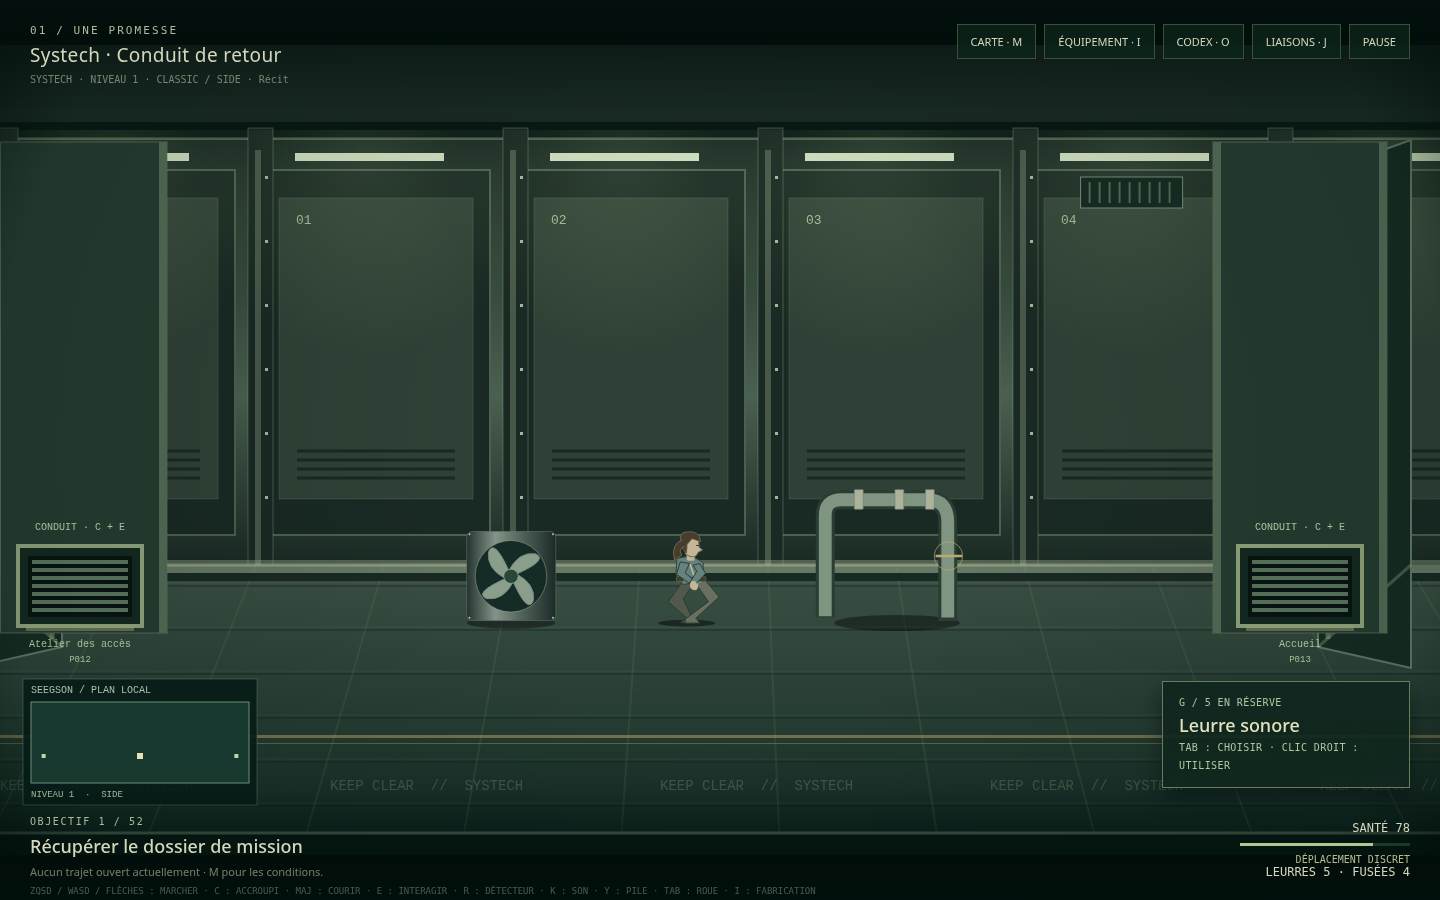 01 / UNE PROMESSE
Systech · Conduit de retour
SYSTECH · NIVEAU 1 · CLASSIC / SIDE · Récit
CARTE · M
ÉQUIPEMENT · I
CODEX · O
LIAISONS · J
PAUSE
01
02
03
04
CONDUIT · C + E
CONDUIT · C + E
Atelier des accès
P012
Accueil
P013
SEEGSON / PLAN LOCAL
NIVEAU 1 · SIDE
G / 5 EN RÉSERVE
Leurre sonore
TAB : CHOISIR · CLIC DROIT :
UTILISER
KEEP CLEAR // SYSTECH
KEEP CLEAR // SYSTECH
KEEP CLEAR // SYSTECH
OBJECTIF 1 / 52
Récupérer le dossier de mission
Aucun trajet ouvert actuellement · M pour les conditions.
ZQSD / WASD / FLÈCHES : MARCHER · C : ACCROUPI · MAJ : COURIR · E : INTERAGIR · R : DÉTECTEUR · K : SON · Y : PILE · TAB : ROUE · I : FABRICATION
SANTÉ 78
DÉPLACEMENT DISCRET
LEURRES 5 · FUSÉES 4